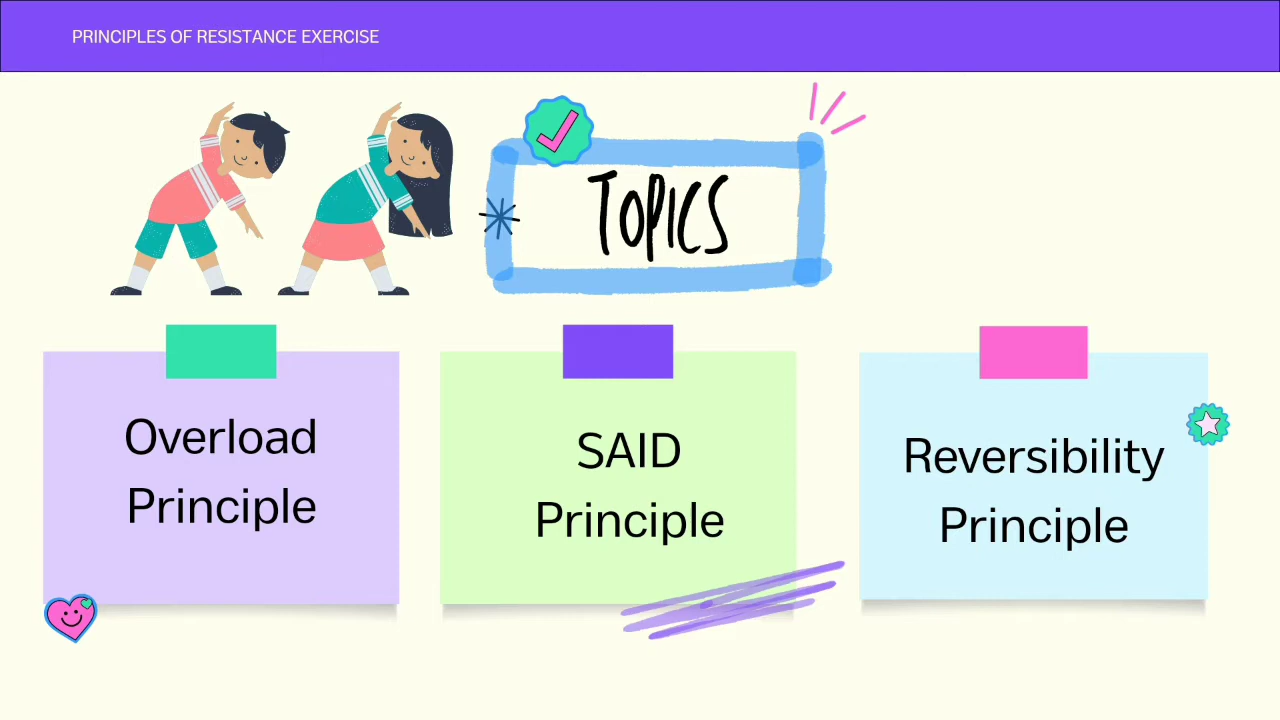 PRINCIPLES OF RESISTANCE EXERCISE
TOPICS
Overload
Principle
SAID
Principle
Reversibility
Principle